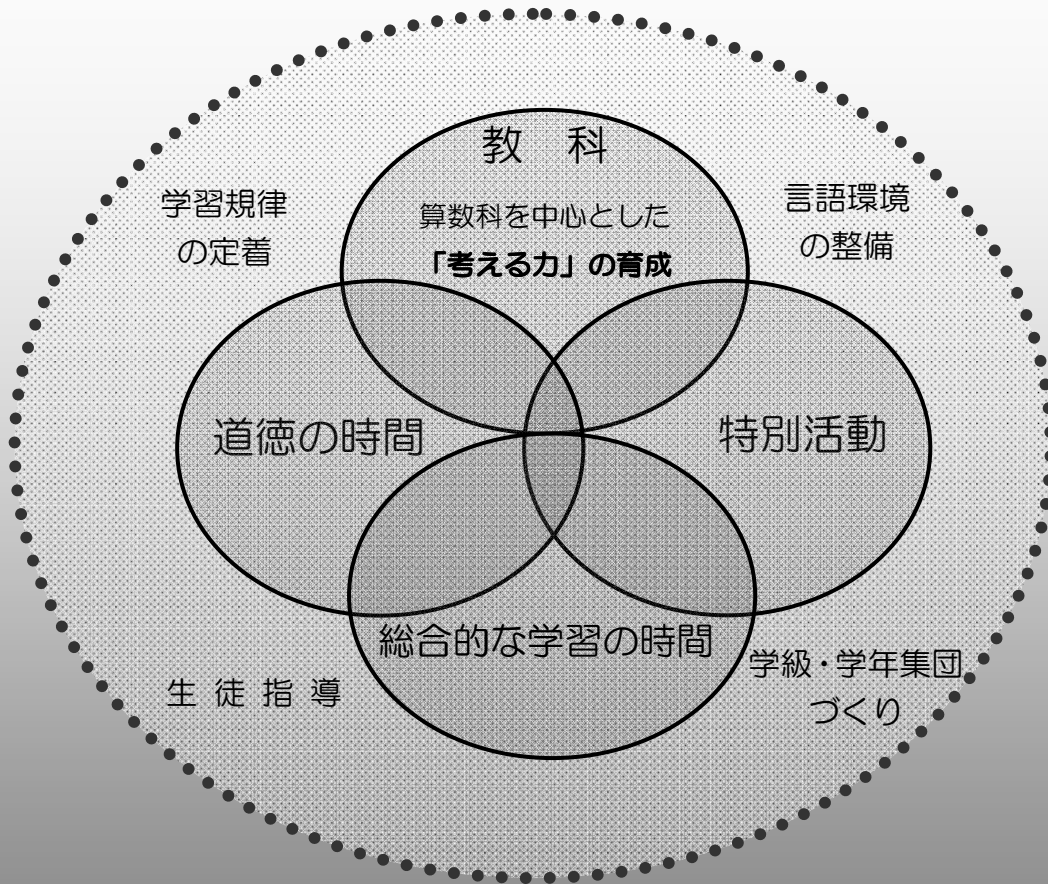 教　科
算数科を中心とした
「考える力」の育成
学習規律
の定着
言語環境
の整備
道徳の時間
特別活動
総合的な学習の時間
生 徒 指 導
学級・学年集団
づくり